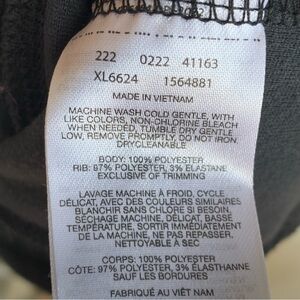 222 0222 41163
XL6624 1564881
MADE IN VIETNAM
MACHINE WASH COLD GENTLE, WITH
LIKE COLORS, NON-CHLORINE BLEACH
WHEN NEEDED, TUMBLE DRY GENTLE
LOW, REMOVE PROMPTLY, DO NOT IRON
DRYCLEANABLE
BODY: 100% POLYESTER
RIB: 97% POLYESTER, 3% ELASTANE
EXCLUSIVE OF TRIMMING
LAVAGE MACHINE À FROID, CYCLE
DÉLICAT, AVEC DES COULEURS SIMILAIRES
BLANCHIR SANS CHLORE SI BESOIN
SÉCHAGE MACHINE, DÉLICAT, BASSE
TEMPÉRATURE, SORTIR IMMÉDIATEMENT
DE LA MACHINE, NE PAS REPASSER,
NETTOYABLE A SEC
CORPS: 100% POLYESTER
CÔTE: 97% POLYESTER, 3% ÉLASTHANNE
SAUF LES BORDURES
FABRIQUÉ AU VIÊT NAM